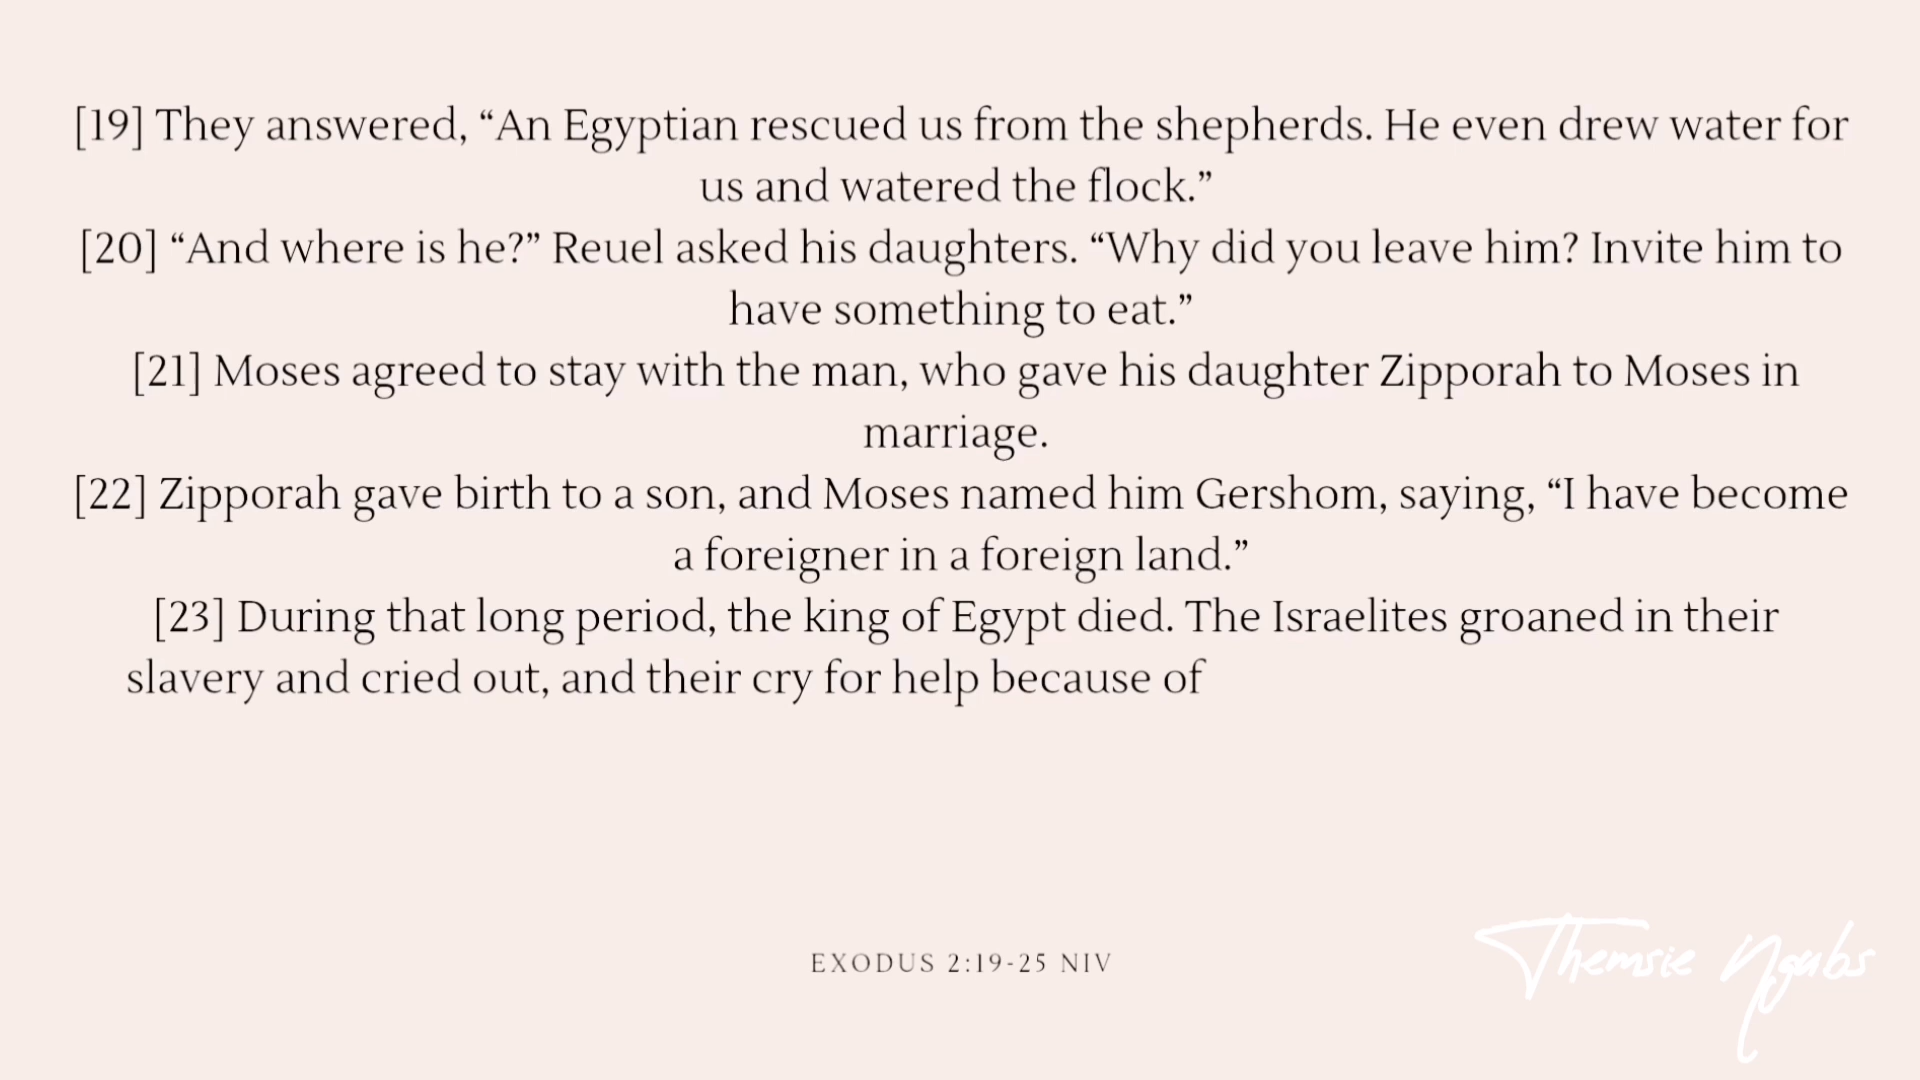 [19] They answered, “An Egyptian rescued us from the shepherds. He even drew water for
us and watered the flock.”
[20] “And where is he?” Reuel asked his daughters. “Why did you leave him? Invite him to
have something to eat.”
[21] Moses agreed to stay with the man, who gave his daughter Zipporah to Moses in
marriage.
[22] Zipporah gave birth to a son, and Moses named him Gershom, saying, “I have become
a foreigner in a foreign land.”
[23] During that long period, the king of Egypt died. The Israelites groaned in their
slavery and cried out, and their cry for help because of
EXODUS 2:19-25 NIV
Themsie